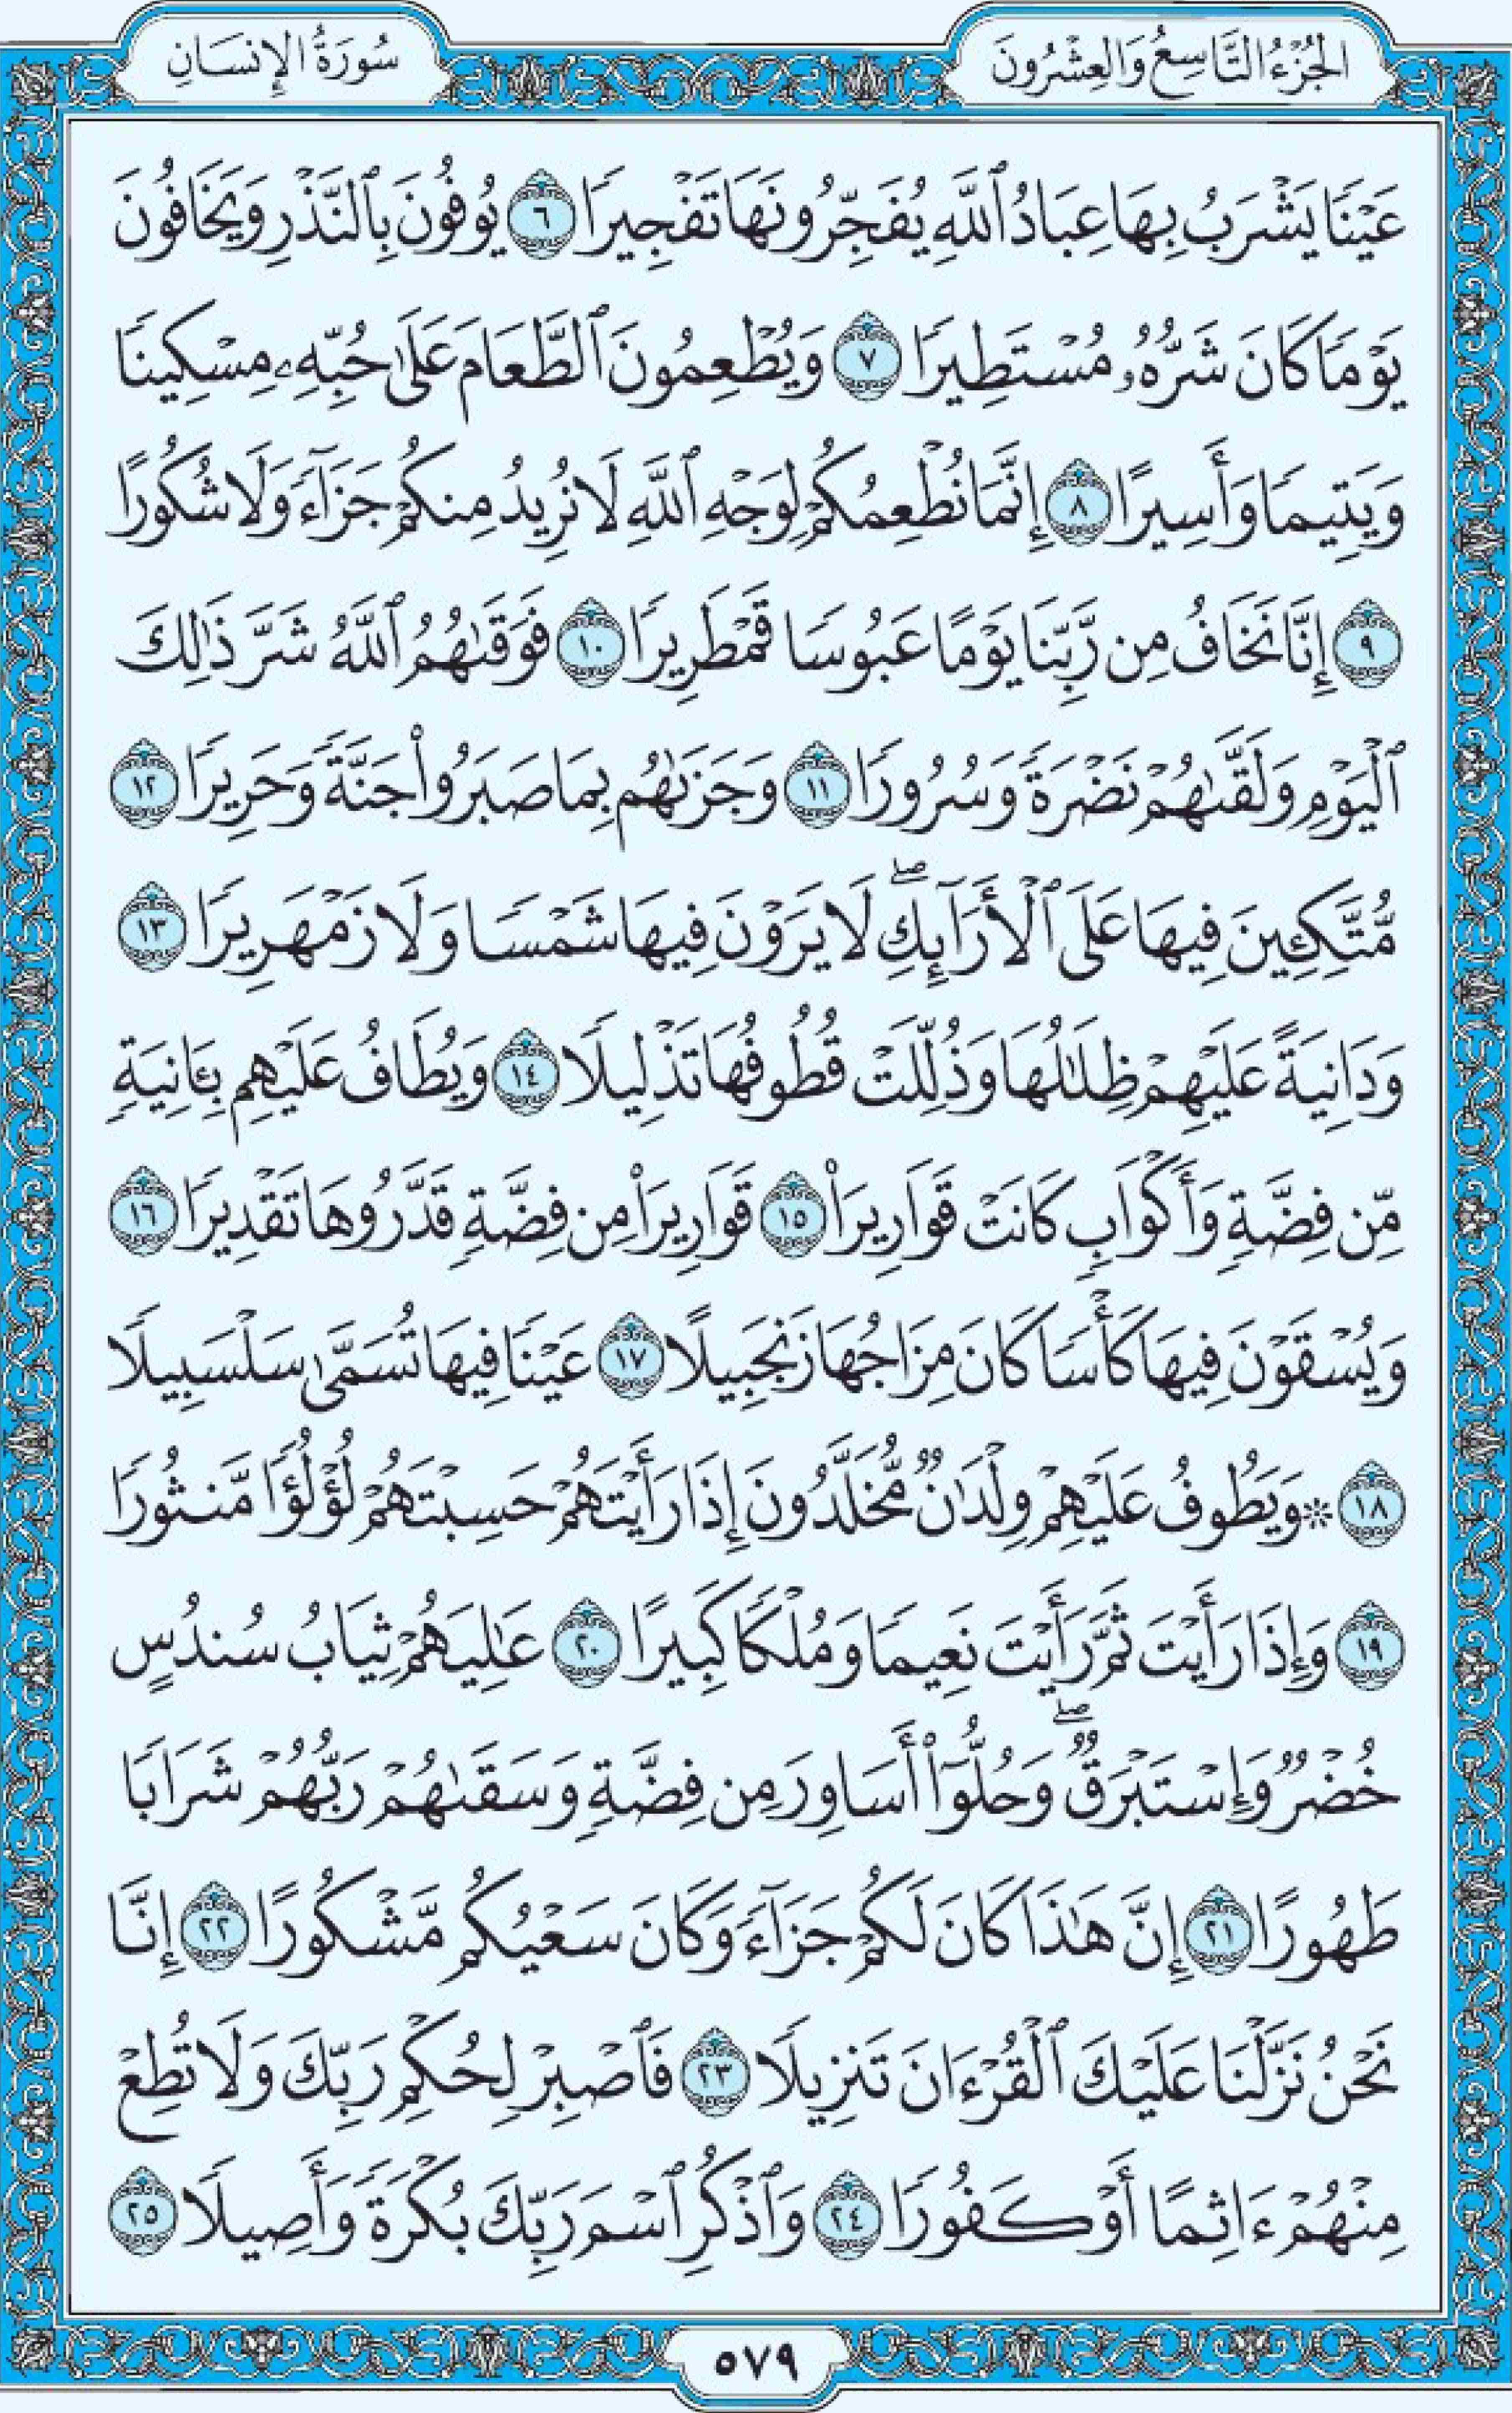 الجُزْءُ التَّاسِعُ وَالعِشْرُونَ
سُورَةُ الإِنسَانِ
عَيْنٗا يَشْرَبُ بِهَا عِبَادُ ٱللَّهِ يُفَجِّرُونَهَا تَفْجِيرٗا ٦ يُوفُونَ بِٱلنَّذْرِ وَيَخَافُونَ
يَوْمٗا كَانَ شَرُّهُۥ مُسْتَطِيرٗا ٧ وَيُطْعِمُونَ ٱلطَّعَامَ عَلَىٰ حُبِّهِۦ مِسْكِينٗا
وَيَتِيمٗا وَأَسِيرًا ٨ إِنَّمَا نُطْعِمُكُمْ لِوَجْهِ ٱللَّهِ لَا نُرِيدُ مِنكُمْ جَزَآءٗ وَلَا شُكُورًا
٩ إِنَّا نَخَافُ مِن رَّبِّنَا يَوْمًا عَبُوسٗا قَمْطَرِيرٗا ١٠ فَوَقَىٰهُمُ ٱللَّهُ شَرَّ ذَٰلِكَ
ٱلْيَوْمِ وَلَقَّىٰهُمْ نَضْرَةٗ وَسُرُورٗا ١١ وَجَزَىٰهُم بِمَا صَبَرُواْ جَنَّةٗ وَحَرِيرٗا ١٢
مُّتَّكِـِٔينَ فِيهَا عَلَى ٱلْأَرَآئِكِۖ لَا يَرَوْنَ فِيهَا شَمْسٗا وَلَا زَمْهَرِيرٗا ١٣
وَدَانِيَةً عَلَيْهِمْ ظِلَٰلُهَا وَذُلِّلَتْ قُطُوفُهَا تَذْلِيلٗا ١٤ وَيُطَافُ عَلَيْهِم بِـَٔانِيَةٖ
مِّن فِضَّةٖ وَأَكْوَابٖ كَانَتْ قَوَارِيرَا۠ ١٥ قَوَارِيرَاْ مِن فِضَّةٖ قَدَّرُوهَا تَقْدِيرٗا ١٦
وَيُسْقَوْنَ فِيهَا كَأْسٗا كَانَ مِزَاجُهَا زَنجَبِيلًا ١٧ عَيْنٗا فِيهَا تُسَمَّىٰ سَلْسَبِيلٗا
١٨ ۞وَيَطُوفُ عَلَيْهِمْ وِلْدَٰنٞ مُّخَلَّدُونَ إِذَا رَأَيْتَهُمْ حَسِبْتَهُمْ لُؤْلُؤٗا مَّنثُورٗا
١٩ وَإِذَا رَأَيْتَ ثَمَّ رَأَيْتَ نَعِيمٗا وَمُلْكٗا كَبِيرًا ٢٠ عَٰلِيَهُمْ ثِيَابُ سُندُسٍ
خُضْرٞ وَإِسْتَبْرَقٞۖ وَحُلُّوٓاْ أَسَاوِرَ مِن فِضَّةٖ وَسَقَىٰهُمْ رَبُّهُمْ شَرَابٗا
طَهُورًا ٢١ إِنَّ هَٰذَا كَانَ لَكُمْ جَزَآءٗ وَكَانَ سَعْيُكُم مَّشْكُورًا ٢٢ إِنَّا
نَحْنُ نَزَّلْنَا عَلَيْكَ ٱلْقُرْءَانَ تَنزِيلٗا ٢٣ فَٱصْبِرْ لِحُكْمِ رَبِّكَ وَلَا تُطِعْ
مِنْهُمْ ءَاثِمًا أَوْ كَفُورٗا ٢٤ وَٱذْكُرِ ٱسْمَ رَبِّكَ بُكْرَةٗ وَأَصِيلٗا ٢٥
٥٧٩